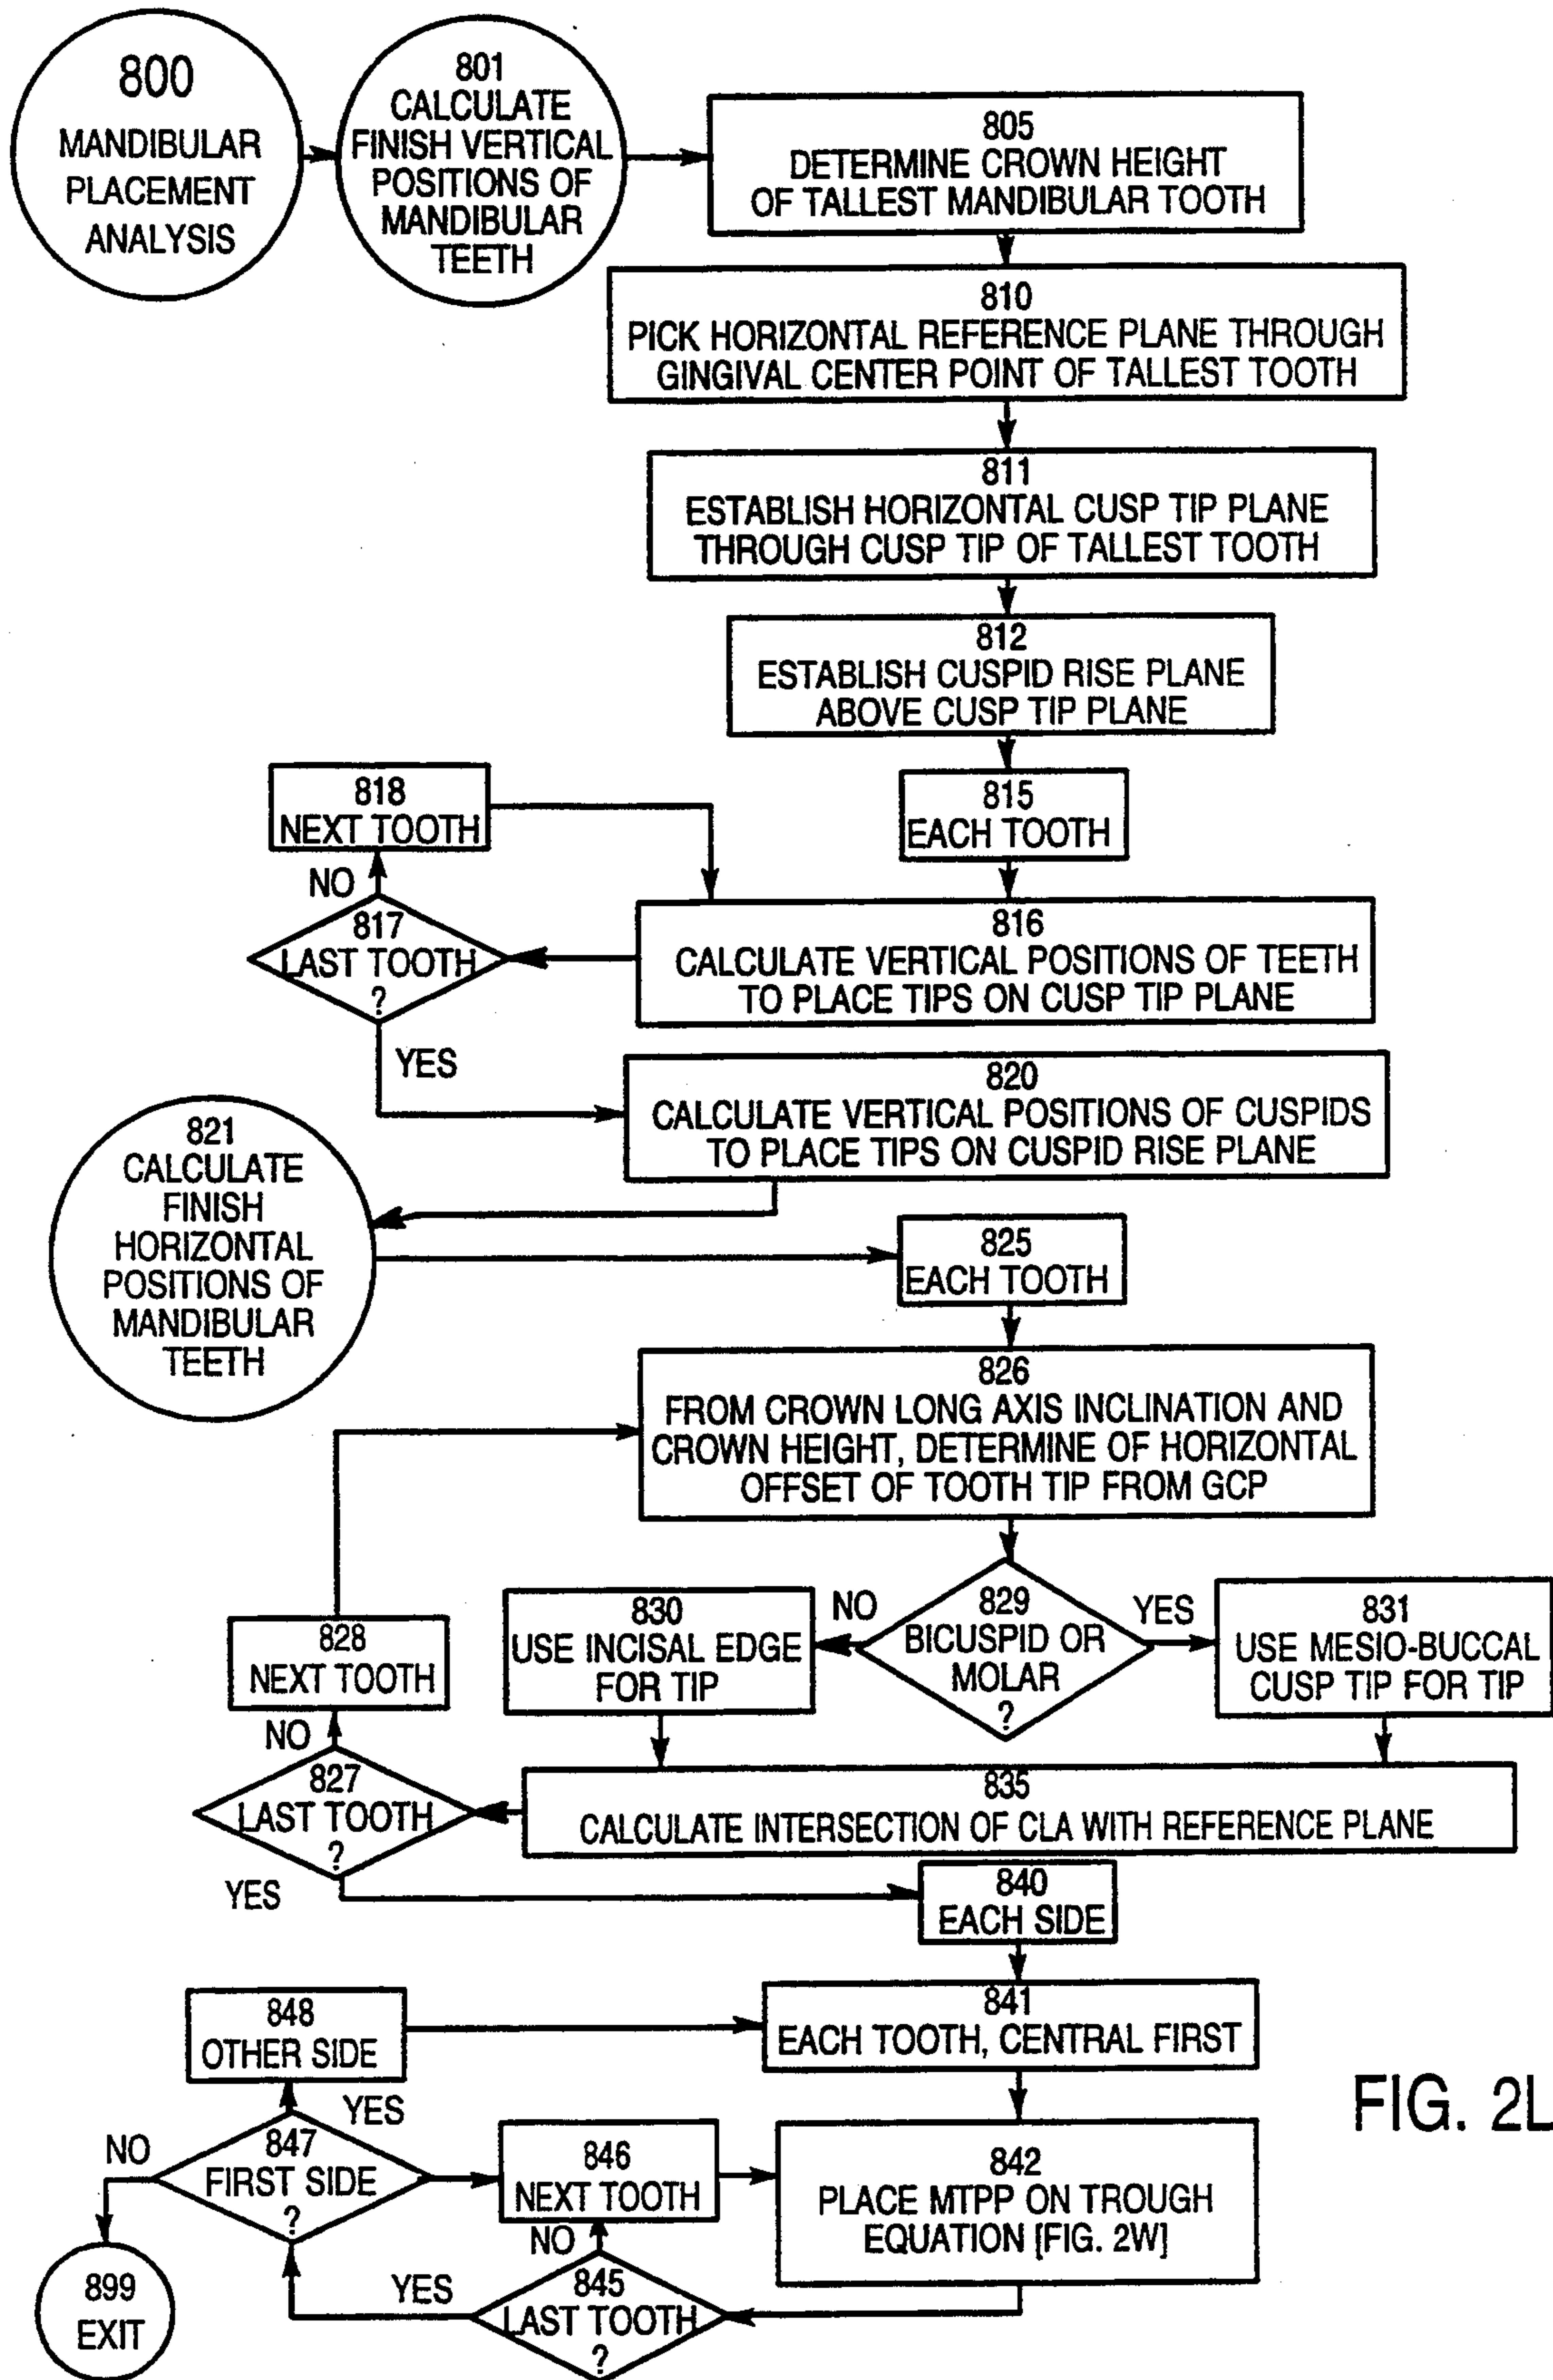 800
MANDIBULAR
PLACEMENT
ANALYSIS
801
CALCULATE
FINISH VERTICAL
POSITIONS OF
MANDIBULAR
TEETH
805
DETERMINE CROWN HEIGHT
OF TALLEST MANDIBULAR TOOTH
810
PICK HORIZONTAL REFERENCE PLANE THROUGH
GINGIVAL CENTER POINT OF TALLEST TOOTH
811
ESTABLISH HORIZONTAL CUSP TIP PLANE
THROUGH CUSP TIP OF TALLEST TOOTH
812
ESTABLISH CUSPID RISE PLANE
ABOVE CUSP TIP PLANE
815
EACH TOOTH
818
NEXT TOOTH
NO
817
LAST TOOTH
?
YES
816
CALCULATE VERTICAL POSITIONS OF TEETH
TO PLACE TIPS ON CUSP TIP PLANE
820
CALCULATE VERTICAL POSITIONS OF CUSPIDS
TO PLACE TIPS ON CUSPID RISE PLANE
821
CALCULATE
FINISH
HORIZONTAL
POSITIONS OF
MANDIBULAR
TEETH
825
EACH TOOTH
826
FROM CROWN LONG AXIS INCLINATION AND
CROWN HEIGHT, DETERMINE OF HORIZONTAL
OFFSET OF TOOTH TIP FROM GCP
829
BICUSPID OR
MOLAR
?
NO
YES
830
USE INCISAL EDGE
FOR TIP
831
USE MESIO-BUCCAL
CUSP TIP FOR TIP
828
NEXT TOOTH
NO
827
LAST TOOTH
?
YES
835
CALCULATE INTERSECTION OF CLA WITH REFERENCE PLANE
840
EACH SIDE
841
EACH TOOTH, CENTRAL FIRST
848
OTHER SIDE
YES
NO
847
FIRST SIDE
?
846
NEXT TOOTH
NO
842
PLACE MTPP ON TROUGH
EQUATION [FIG. 2W]
845
LAST TOOTH
?
YES
899
EXIT
FIG. 2L